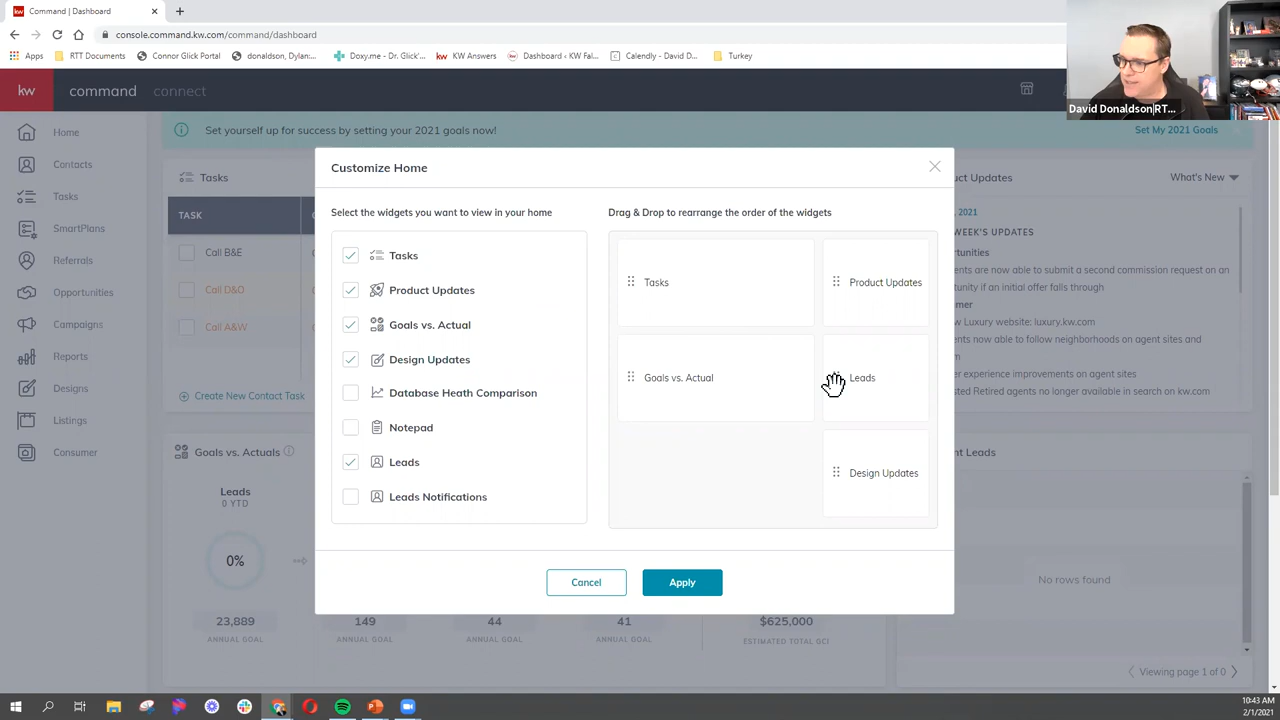 Command | Dashboard
console.command.kw.com/command/dashboard
Apps
RTT Documents
Connor Glick Portal
donaldson, Dylan:
Doxy.me - Dr. Glick'...
KW Answers
Dashboard ‹ KW Fal...
Calendly - David D...
Turkey
David Donaldson|RT...
kw command connect
Set yourself up for success by setting your 2021 goals now!
Set My 2021 Goals
Home
Contacts
Tasks
SmartPlans
Referrals
Opportunities
Campaigns
Reports
Designs
Listings
Consumer
Tasks
TASK
Call B&E
Call D&O
Call A&W
Create New Contact Task
Goals vs. Actuals
Leads
0 YTD
0%
23,889
ANNUAL GOAL
149
ANNUAL GOAL
44
ANNUAL GOAL
41
ANNUAL GOAL
$625,000
ESTIMATED TOTAL GCI
Customize Home
Select the widgets you want to view in your home
Tasks
Product Updates
Goals vs. Actual
Design Updates
Database Heath Comparison
Notepad
Leads
Leads Notifications
Drag & Drop to rearrange the order of the widgets
Tasks
Product Updates
Goals vs. Actual
Leads
Design Updates
Cancel
Apply
Updates
What's New
2021
UPDATES
are now able to submit a second commission request on an
if an initial offer falls through
Luxury website: luxury.kw.com
now able to follow neighborhoods on agent sites
experience improvements on agent sites
Retired agents no longer available in search on kw.com
Leads
No rows found
Viewing page 1 of 0
10:43 AM
2/1/2021